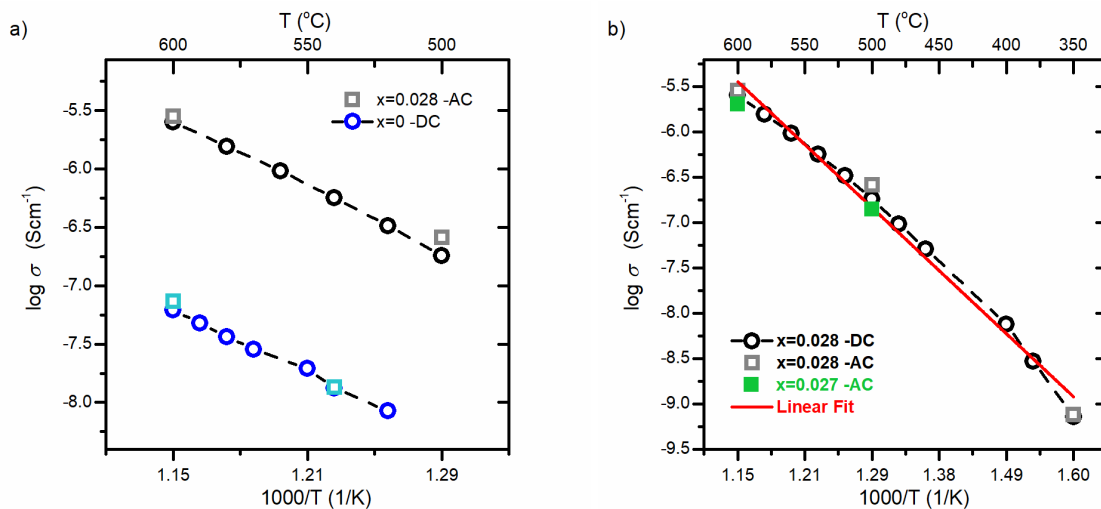 a)
T (°C)
600 550 500
x=0.028 -AC
x=0 -DC
-5.5
-6.0
-6.5
-7.0
-7.5
-8.0
log σ (Scm⁻¹)
1.15 1.21 1.29
1000/T (1/K)
b)
T (°C)
600 550 540 500 450 400 350
-5.5
-6.0
-6.5
-7.0
-7.5
-8.0
-8.5
-9.0
-9.5
log σ (Scm⁻¹)
x=0.028 -DC
x=0.028 -AC
x=0.027 -AC
Linear Fit
1.15 1.21 1.29 1.38 1.49 1.60
1000/T (1/K)